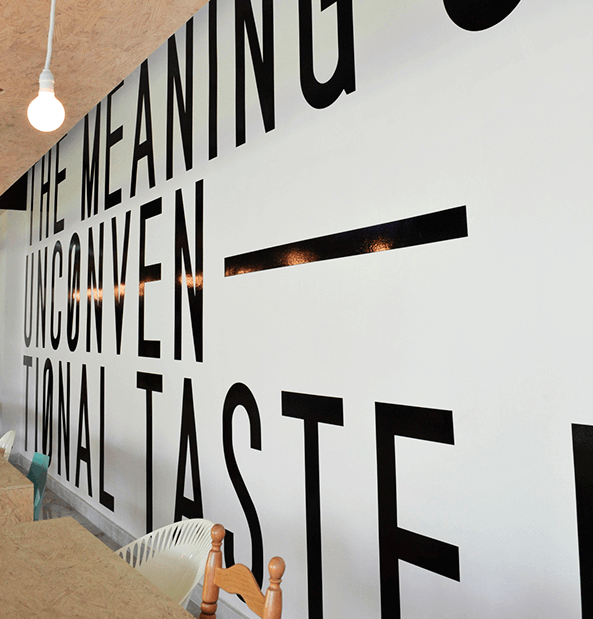 THE MEANING
UNCØNVEN—
TIØNAL TASTE